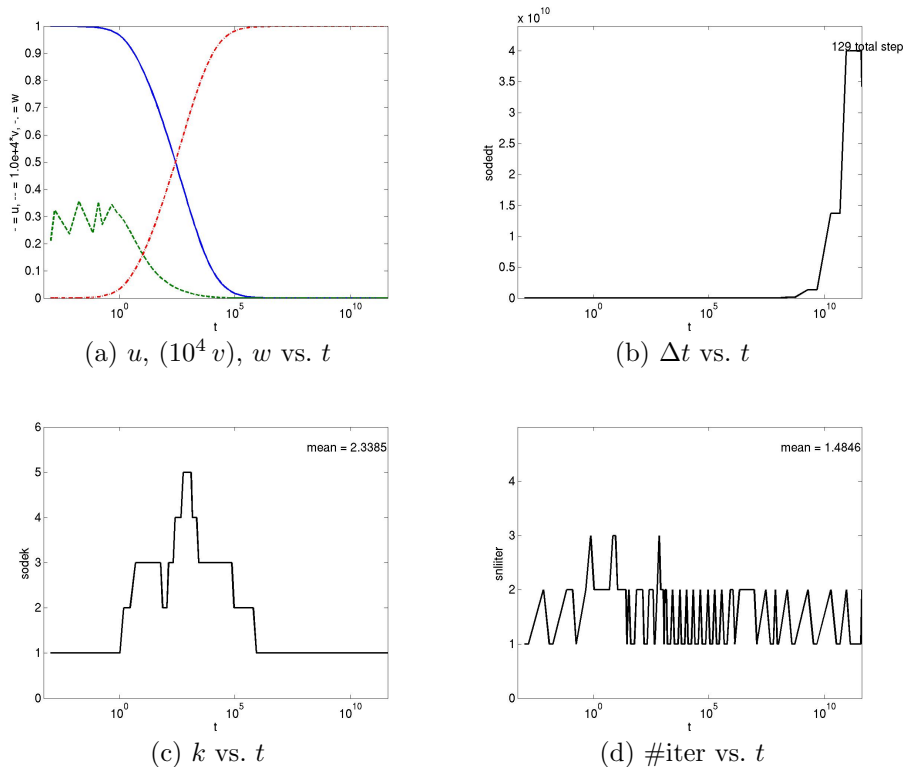 - = u, -- = 1.0e+4*v, -. = w
1
0.9
0.8
0.7
0.6
0.5
0.4
0.3
0.2
0.1
0
10^0
10^5
10^10
t
(a) u, (10^4 v), w vs. t
x 10^10
129 total step
sodedt
4
3.5
3
2.5
2
1.5
1
0.5
0
10^0
10^5
10^10
t
(b) Δt vs. t
mean = 2.3385
sodek
6
5
4
3
2
1
0
10^0
10^5
10^10
t
(c) k vs. t
mean = 1.4846
snliiter
4
3
2
1
0
10^0
10^5
10^10
t
(d) #iter vs. t